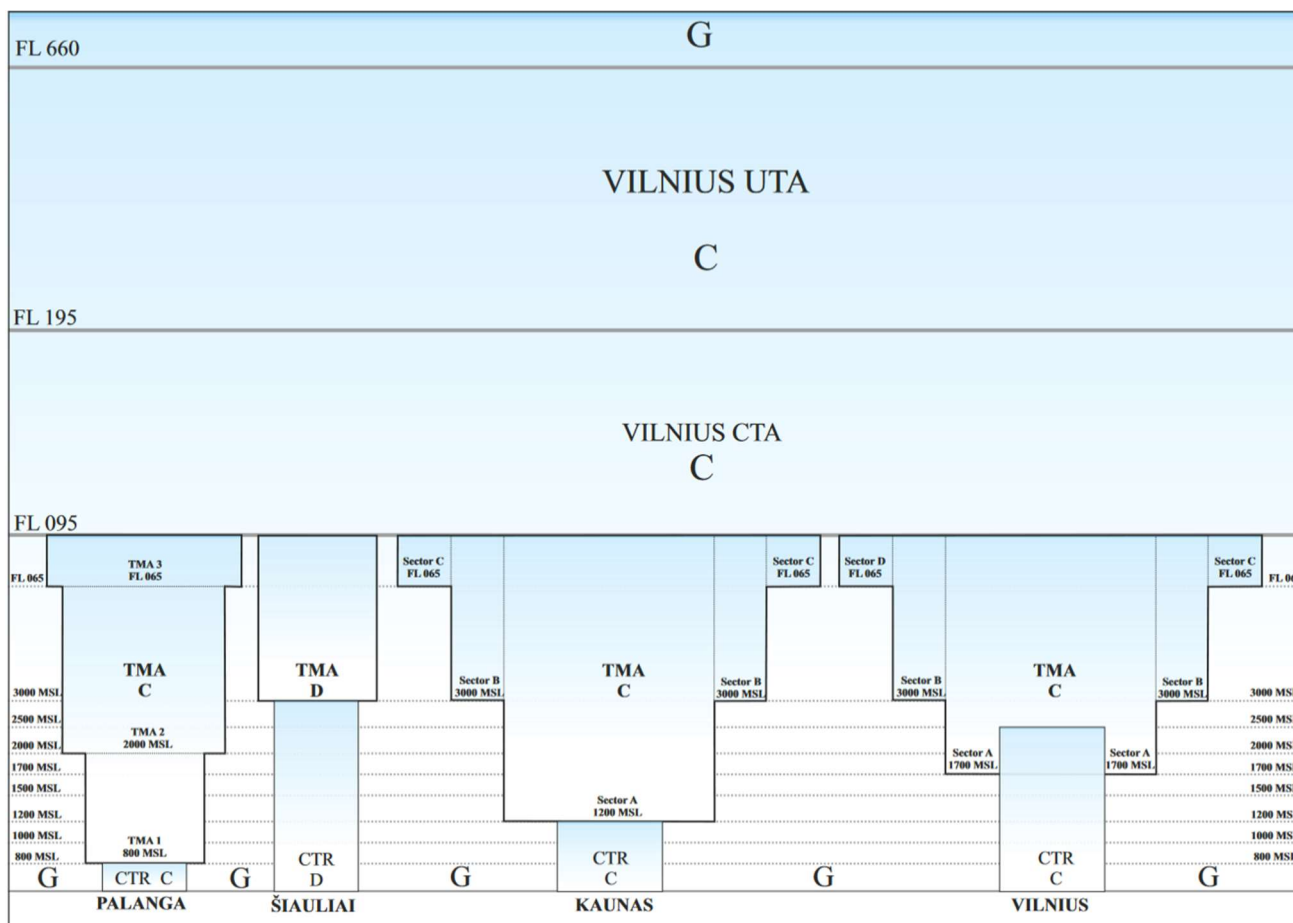 G
FL 660
VILNIUS UTA
C
FL 195
VILNIUS CTA
C
FL 095
TMA 3
FL 065
Sector C
FL 065
Sector C
FL 065
Sector D
FL 065
Sector C
FL 065
FL 065
FL 06
TMA
C
TMA
D
TMA
C
TMA
C
Sector B
3000 MSL
Sector B
3000 MSL
Sector B
3000 MSL
Sector B
3000 MSL
3000 MSL
3000 MSL
2500 MSL
2500 MSL
TMA 2
2000 MSL
2000 MSL
2000 MSL
Sector A
1700 MSL
Sector A
1700 MSL
1700 MSL
1700 MSL
1500 MSL
1500 MSL
Sector A
1200 MSL
1200 MSL
1200 MSL
1000 MSL
1000 MSL
TMA 1
800 MSL
800 MSL
800 MSL
G
CTR C
G
CTR
D
G
CTR
C
G
CTR
C
G
PALANGA
ŠIAULIAI
KAUNAS
VILNIUS